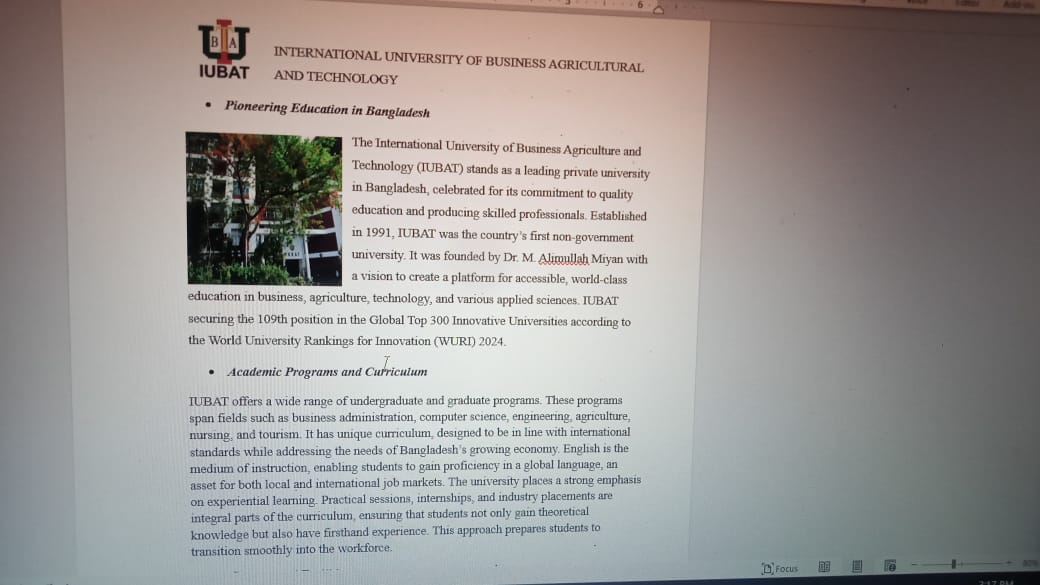 6
IUBAT
INTERNATIONAL UNIVERSITY OF BUSINESS AGRICULTURAL
AND TECHNOLOGY
• Pioneering Education in Bangladesh
The International University of Business Agriculture and
Technology (IUBAT) stands as a leading private university
in Bangladesh, celebrated for its commitment to quality
education and producing skilled professionals. Established
in 1991, IUBAT was the country's first non-government
university. It was founded by Dr. M. Alimullah Miyan with
a vision to create a platform for accessible, world-class
education in business, agriculture, technology, and various applied sciences. IUBAT
securing the 109th position in the Global Top 300 Innovative Universities according to
the World University Rankings for Innovation (WURI) 2024.
• Academic Programs and Curriculum
IUBAT offers a wide range of undergraduate and graduate programs. These programs
span fields such as business administration, computer science, engineering, agriculture,
nursing, and tourism. It has unique curriculum, designed to be in line with international
standards while addressing the needs of Bangladesh's growing economy. English is the
medium of instruction, enabling students to gain proficiency in a global language, an
asset for both local and international job markets. The university places a strong emphasis
on experiential learning. Practical sessions, internships, and industry placements are
integral parts of the curriculum, ensuring that students not only gain theoretical
knowledge but also have firsthand experience. This approach prepares students to
transition smoothly into the workforce.
Focus
80%